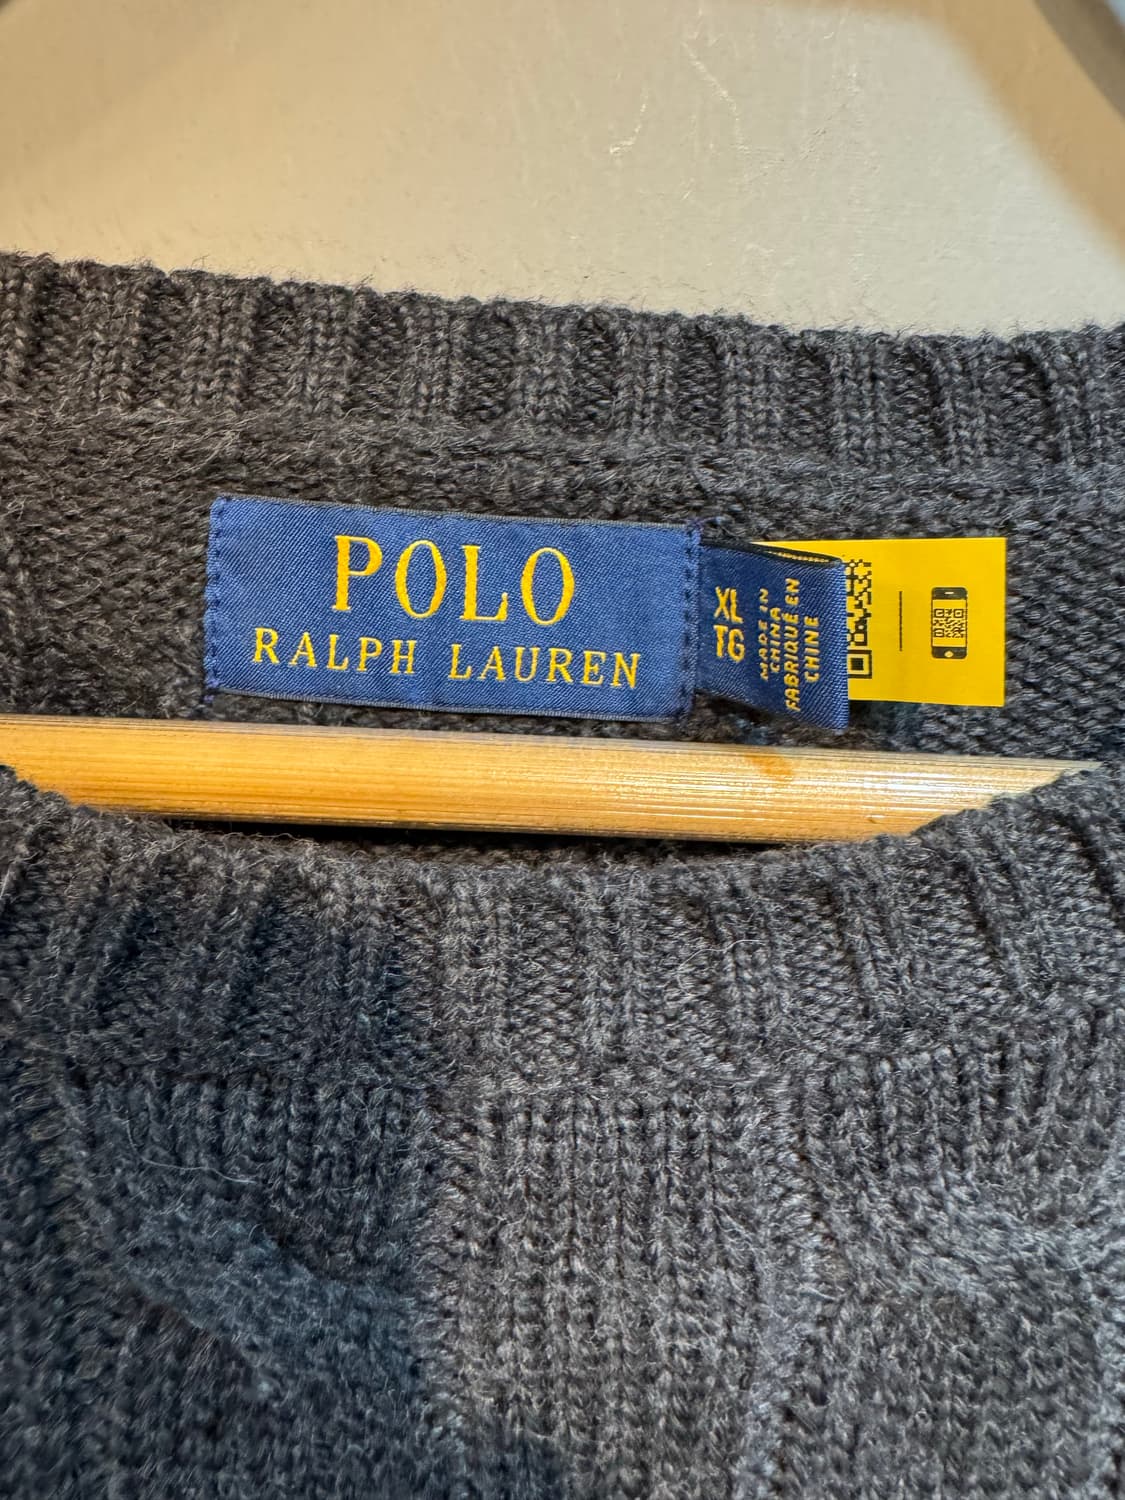 POLO
RALPH LAUREN
XL
TG
MADE IN
CHINA
FABRIQUÉ EN
CHINE